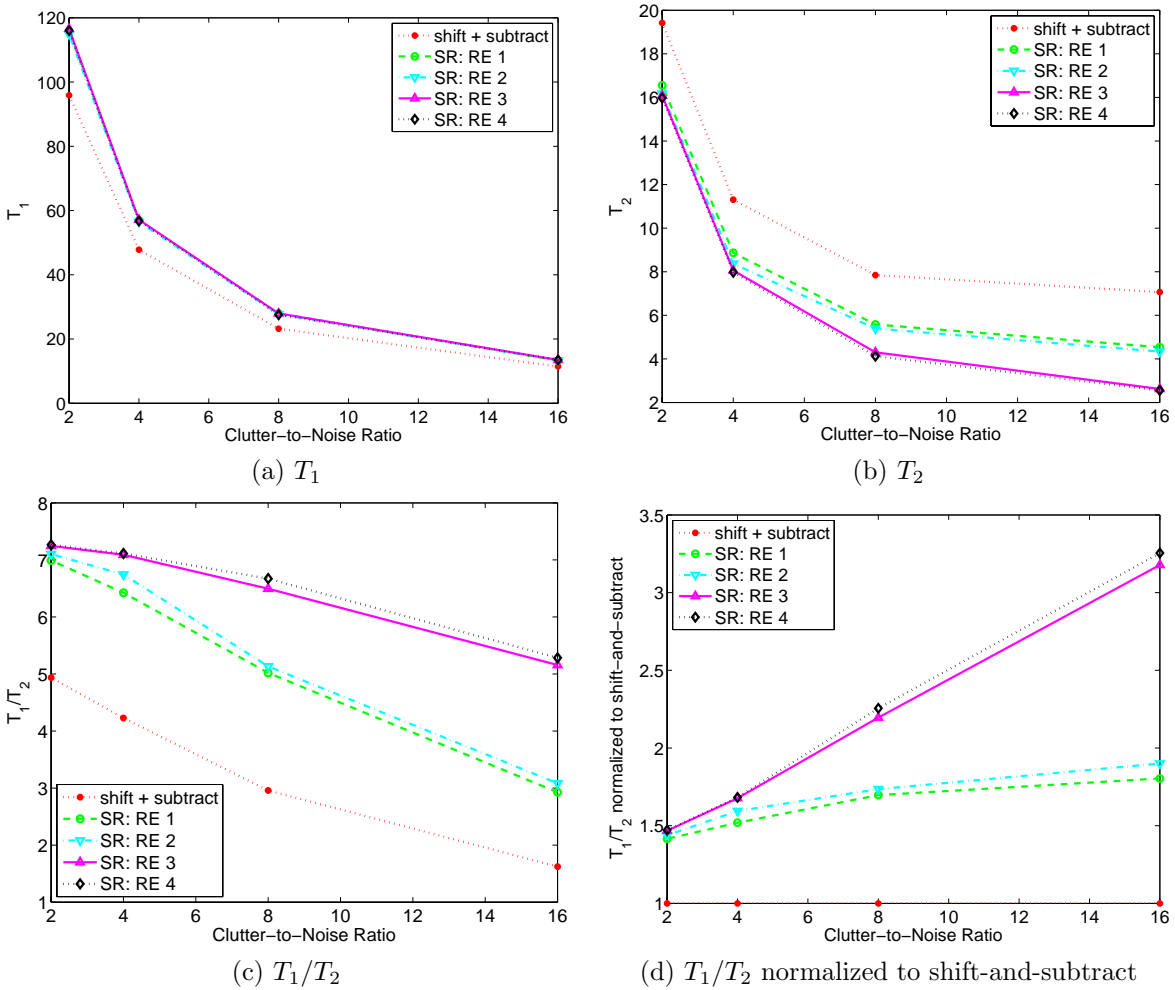 120
100
80
60
40
20
0
T1
2 4 6 8 10 12 14 16
Clutter−to−Noise Ratio
shift + subtract
SR: RE 1
SR: RE 2
SR: RE 3
SR: RE 4
(a) T1
20
18
16
14
12
10
8
6
4
2
T2
2 4 6 8 10 12 14 16
Clutter−to−Noise Ratio
shift + subtract
SR: RE 1
SR: RE 2
SR: RE 3
SR: RE 4
(b) T2
8
7
6
5
4
3
2
1
T1/T2
2 4 6 8 10 12 14 16
Clutter−to−Noise Ratio
shift + subtract
SR: RE 1
SR: RE 2
SR: RE 3
SR: RE 4
(c) T1/T2
3.5
3
2.5
2
1.5
1
T1/T2 normalized to shift−and−subtract
2 4 6 8 10 12 14 16
Clutter−to−Noise Ratio
shift + subtract
SR: RE 1
SR: RE 2
SR: RE 3
SR: RE 4
(d) T1/T2 normalized to shift-and-subtract